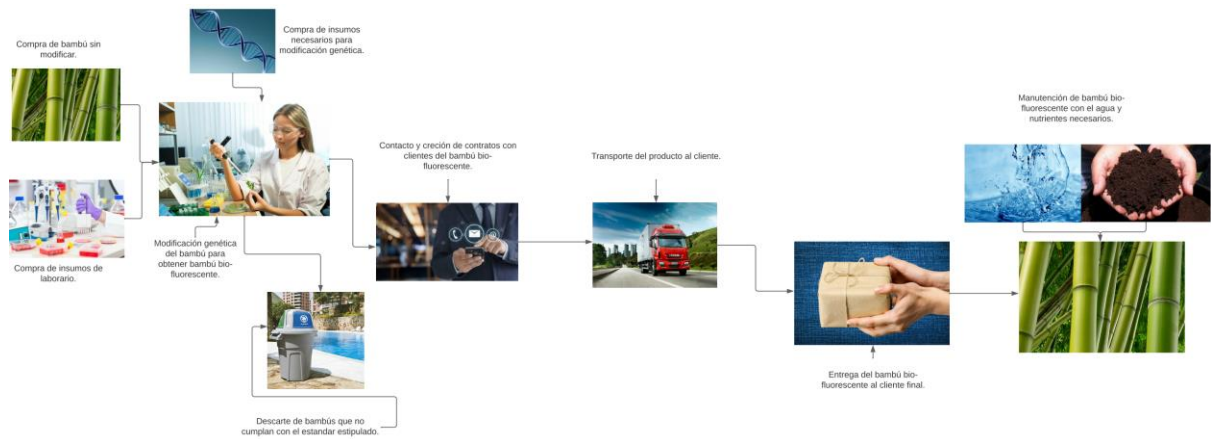 Compra de bambú sin
modificar.
Compra de insumos
necesarios para
modificación genética.
Compra de insumos de
laborario.
Modificación genética
del bambú para
obtener bambú bio-
fluorescente.
Descarte de bambús que no
cumplan con el estandar estipulado.
Contacto y creción de contratos con
clientes del bambú bio-
fluorescente.
Transporte del producto al cliente.
Entrega del bambú bio-
fluorescente al cliente final.
Manutención de bambú bio-
fluorescente con el agua y
nutrientes necesarios.